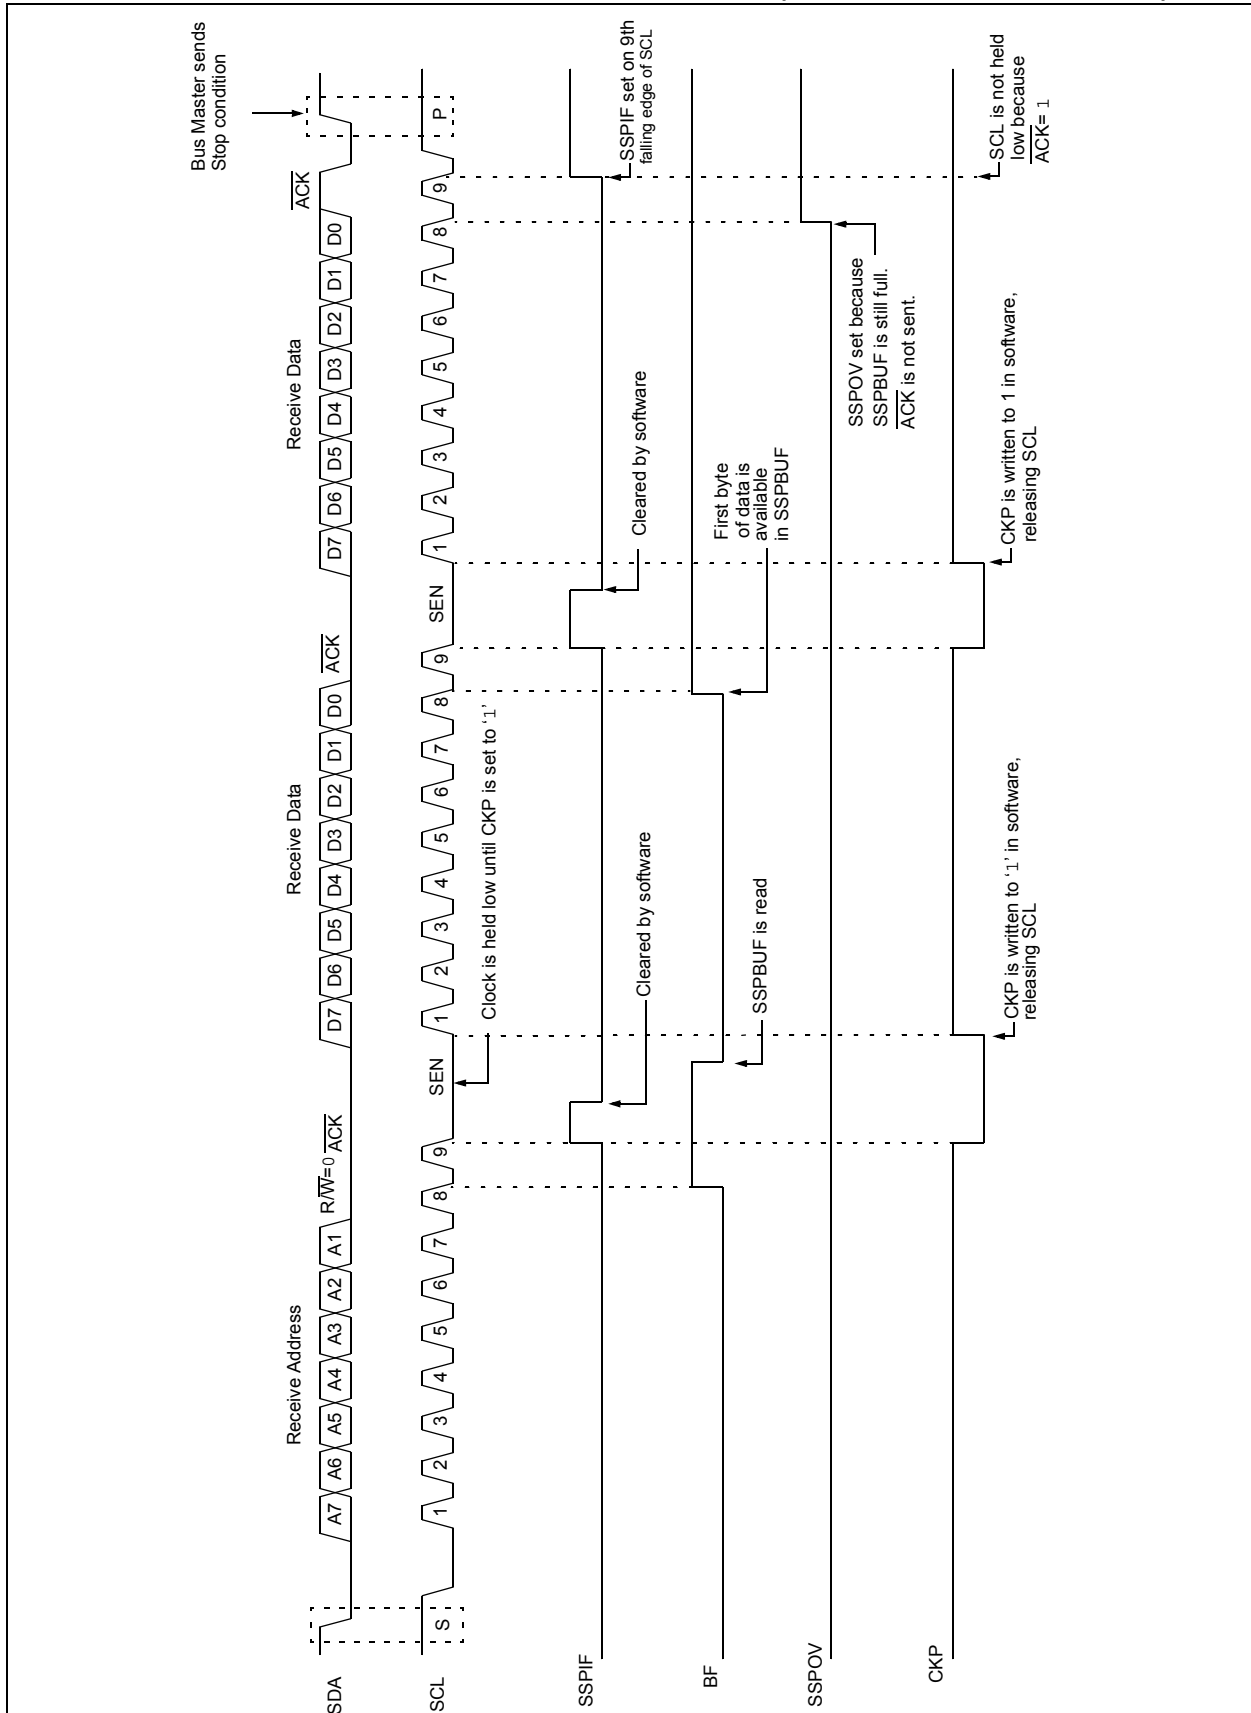 Bus Master sends
Stop condition
Receive Address
Receive Data
Receive Data
SDA
A7 A6 A5 A4 A3 A2 A1
R/W=0 ACK
D7 D6 D5 D4 D3 D2 D1 D0
ACK
D7 D6 D5 D4 D3 D2 D1 D0
ACK
SCL
S
1 2 3 4 5 6 7 8 9
SEN
1 2 3 4 5 6 7 8 9
SEN
1 2 3 4 5 6 7 8 9
P
Clock is held low until CKP is set to ‘1’
SSPIF
Cleared by software
Cleared by software
SSPIF set on 9th
falling edge of SCL
BF
SSPBUF is read
First byte
of data is
available
in SSPBUF
SSPOV
SSPOV set because
SSPBUF is still full.
ACK is not sent.
CKP
CKP is written to ‘1’ in software,
releasing SCL
CKP is written to 1 in software,
releasing SCL
SCL is not held
low because
ACK= 1